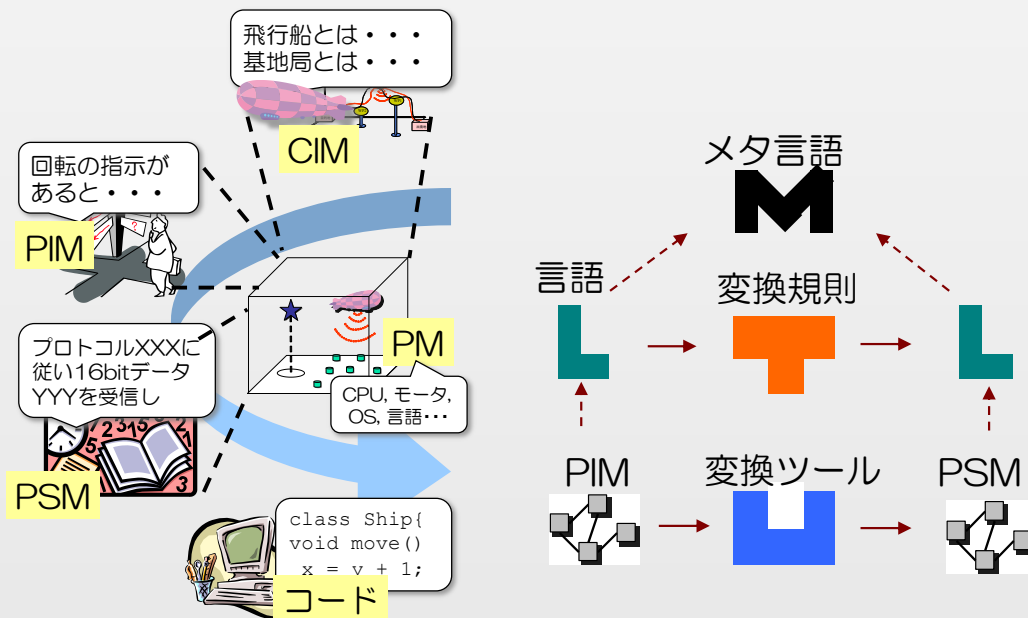 飛行船とは・・・
基地局とは・・・
CIM
回転の指示が
あると・・・
PIM
プロトコルXXXに
従い16bitデータ
YYYを受信し
PSM
PM
CPU, モータ,
OS, 言語・・・
class Ship{
void move()
x = v + 1;
コード
メタ言語
M
言語
変換規則
L
T
L
PIM
変換ツール
PSM